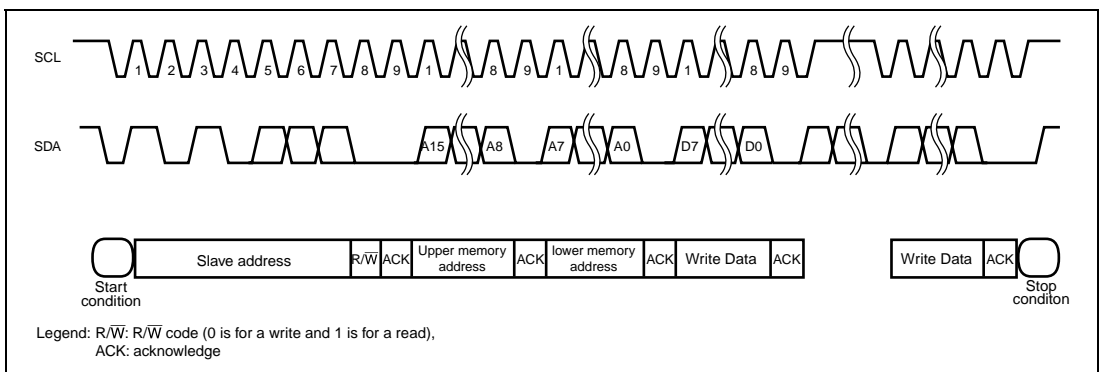 SCL
1 2 3 4 5 6 7 8 9 1 8 9 1 8 9 1 8 9
SDA
A15 A8 A7 A0 D7 D0
Slave address R/W̅ ACK Upper memory address ACK lower memory address ACK Write Data ACK Write Data ACK
Start condition
Stop conditon
Legend: R/W̅: R/W̅ code (0 is for a write and 1 is for a read),
ACK: acknowledge